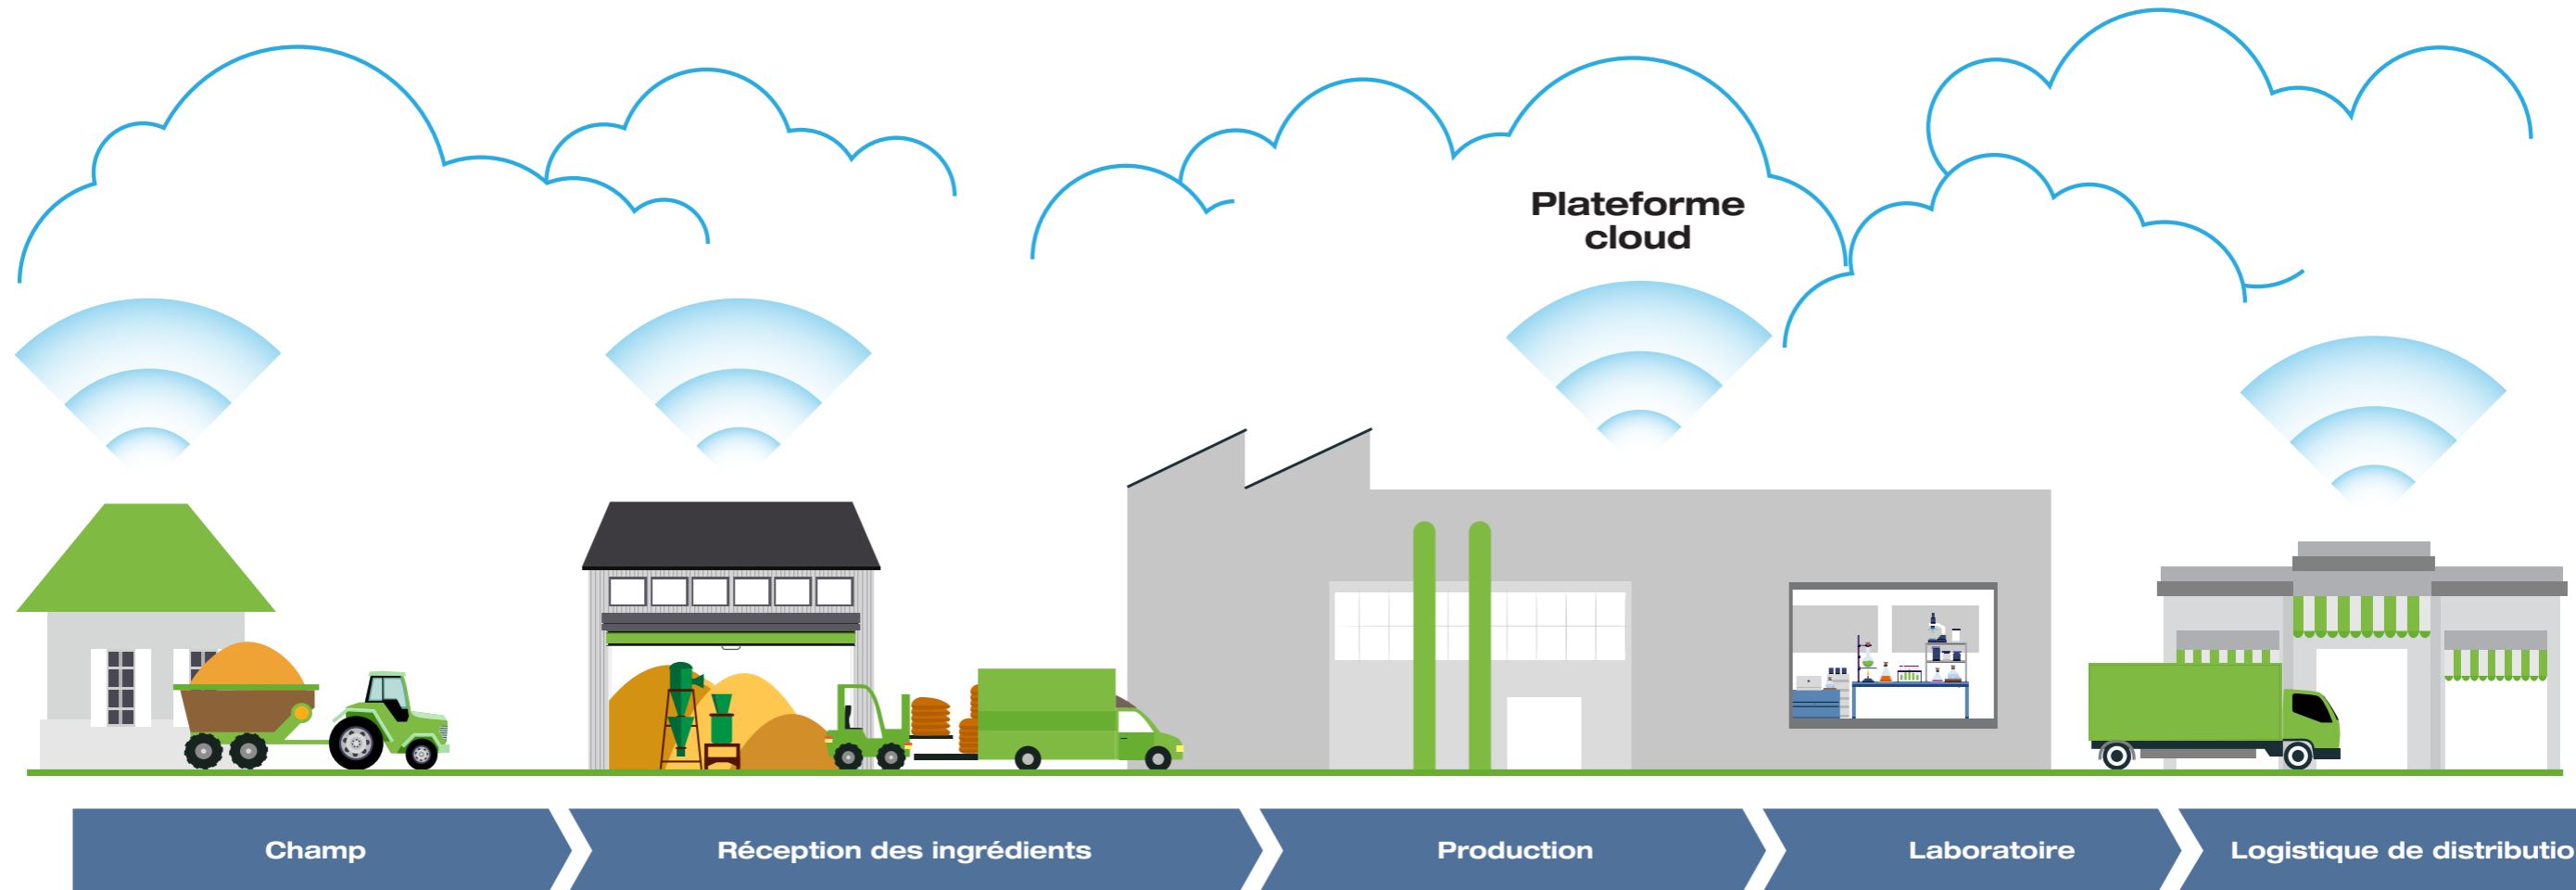 Plateforme
cloud
Champ
Réception des ingrédients
Production
Laboratoire
Logistique de distributio